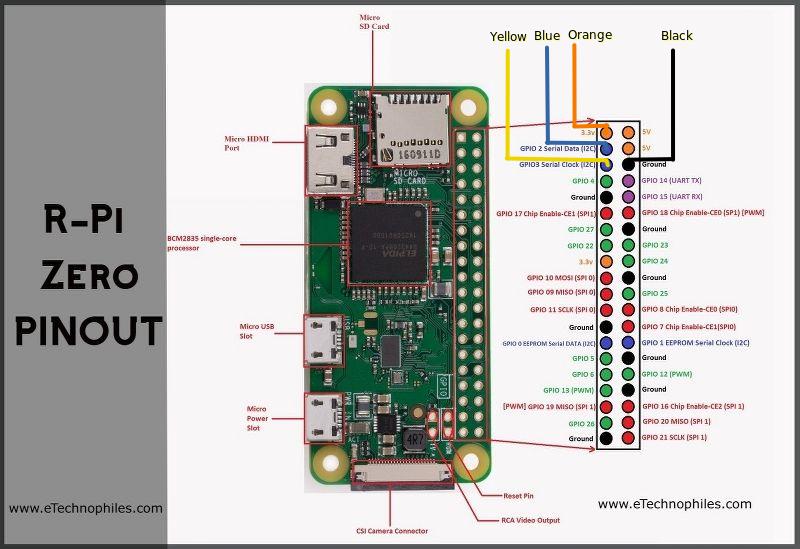 Micro
SD Card
Yellow
Blue
Orange
Black
Micro HDMI
Port
160911D
MICRO
SD CARD
R-Pi
Zero
PINOUT
BCM2835 single-core
processor
ELPIDA
Micro USB
Slot
Micro
Power
Slot
GPIO
4R7
CSI Camera Connector
Reset Pin
RCA Video Output
3.3v
5V
GPIO 2 Serial Data (I2C)
5V
GPIO3 Serial Clock (I2C)
Ground
GPIO 4
GPIO 14 (UART TX)
Ground
GPIO 15 (UART RX)
GPIO 17 Chip Enable-CE1 (SPI1)
GPIO 18 Chip Enable-CE0 (SP1) [PWM]
GPIO 27
Ground
GPIO 22
GPIO 23
3.3v
GPIO 24
GPIO 10 MOSI (SPI 0)
Ground
GPIO 09 MISO (SPI 0)
GPIO 25
GPIO 11 SCLK (SPI 0)
GPIO 8 Chip Enable-CE0 (SPI0)
Ground
GPIO 7 Chip Enable-CE1(SPI0)
GPIO 0 EEPROM Serial DATA (I2C)
GPIO 1 EEPROM Serial Clock (I2C)
GPIO 5
Ground
GPIO 6
GPIO 12 (PWM)
GPIO 13 (PWM)
Ground
[PWM] GPIO 19 MISO (SPI 1)
GPIO 16 Chip Enable-CE2 (SPI 1)
GPIO 26
GPIO 20 MISO (SPI 1)
Ground
GPIO 21 SCLK (SPI 1)
www.eTechnophiles.com
www.eTechnophiles.com